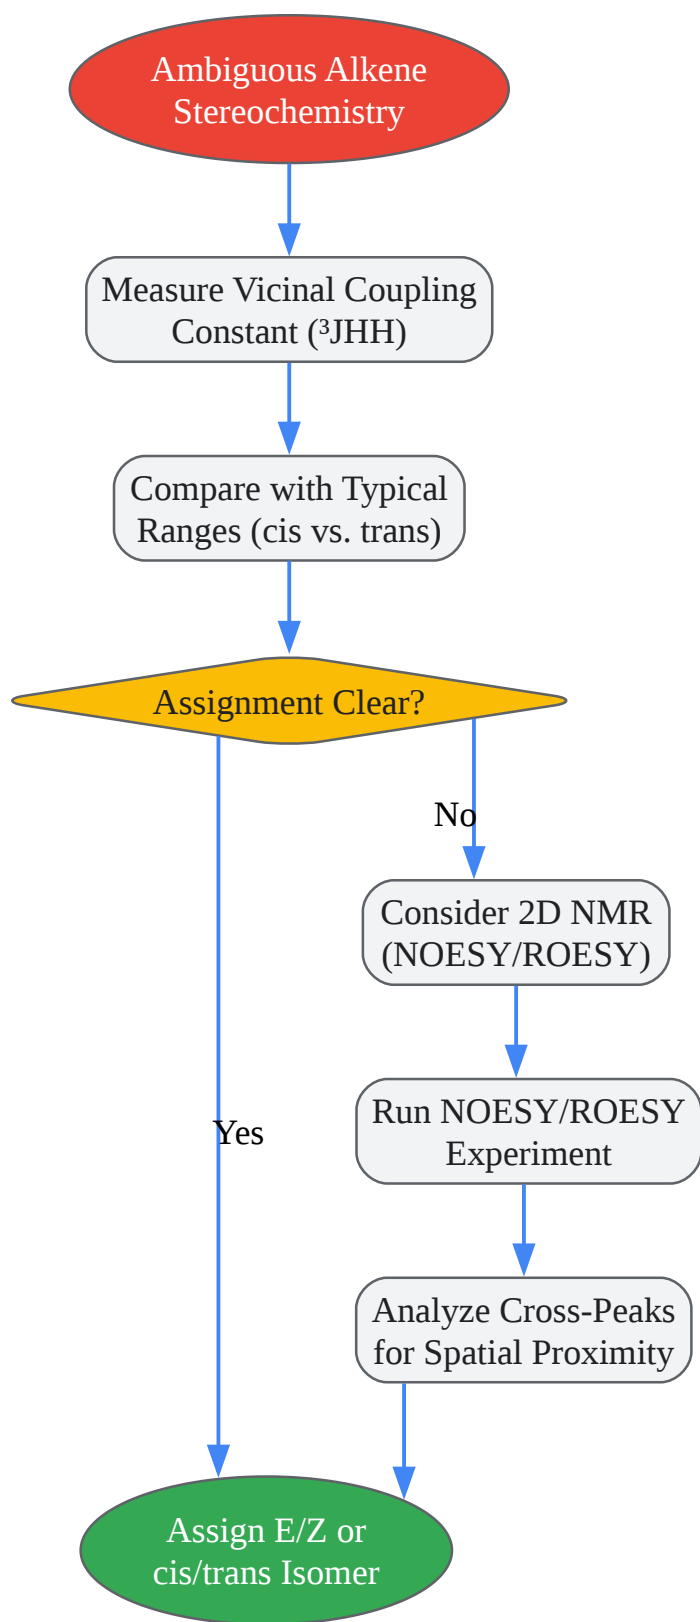 Ambiguous Alkene
Stereochemistry
Measure Vicinal Coupling
Constant (³JHH)
Compare with Typical
Ranges (cis vs. trans)
Assignment Clear?
No
Consider 2D NMR
(NOESY/ROESY)
Run NOESY/ROESY
Experiment
Yes
Analyze Cross-Peaks
for Spatial Proximity
Assign E/Z or
cis/trans Isomer